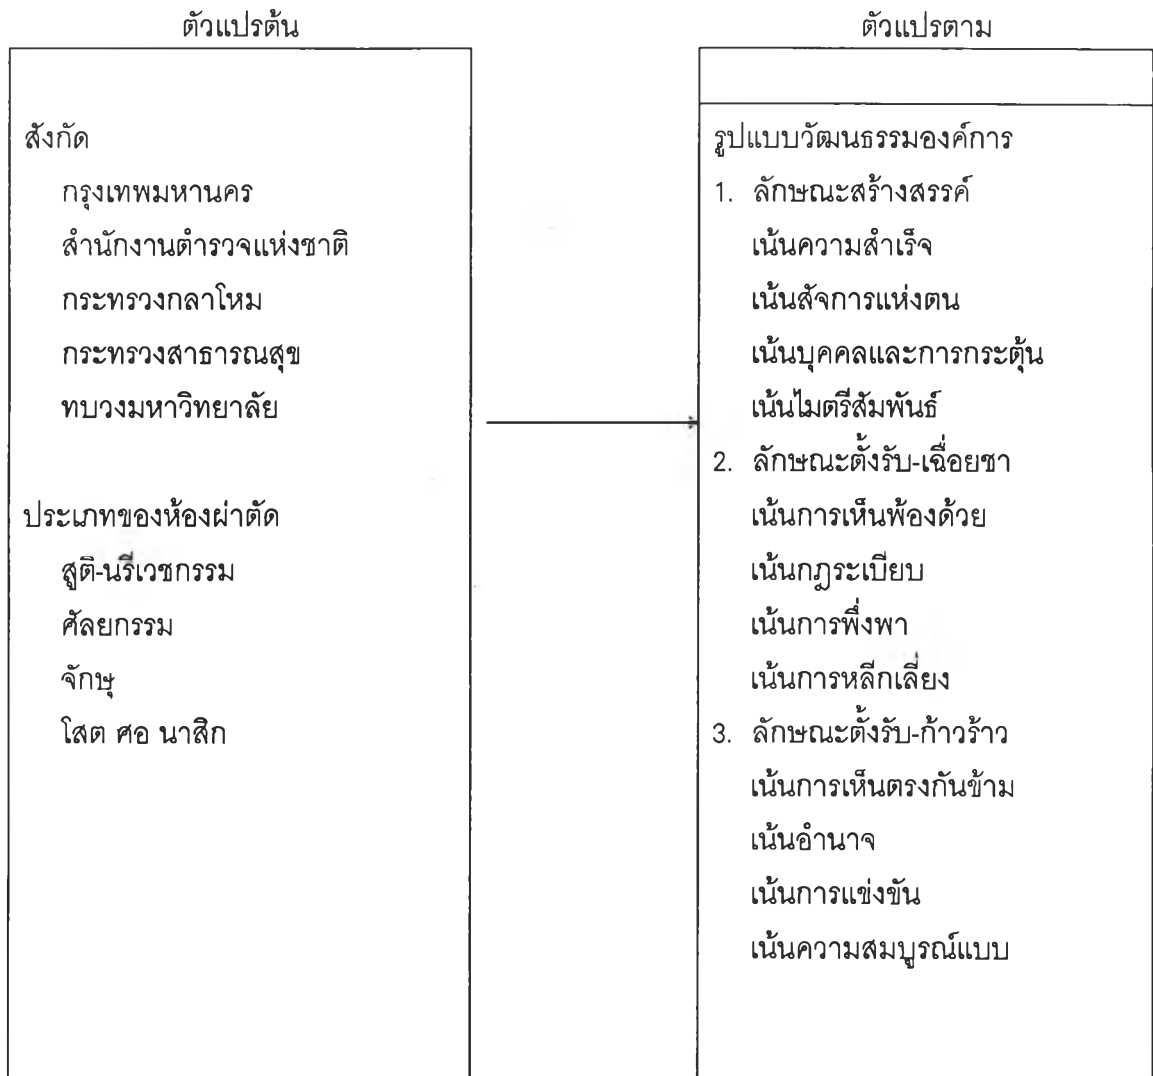 ตัวแปรต้น
สังกัด
กรุงเทพมหานคร
สำนักงานตำรวจแห่งชาติ
กระทรวงกลาโหม
กระทรวงสาธารณสุข
ทบวงมหาวิทยาลัย
ประเภทของห้องผ่าตัด
สูติ-นรีเวชกรรม
ศัลยกรรม
จักษุ
โสต ศอ นาสิก
ตัวแปรตาม
รูปแบบวัฒนธรรมองค์การ
1. ลักษณะสร้างสรรค์
เน้นความสำเร็จ
เน้นสัจการแห่งตน
เน้นบุคคลและการกระตุ้น
เน้นไมตรีสัมพันธ์
2. ลักษณะตั้งรับ-เฉื่อยชา
เน้นการเห็นพ้องด้วย
เน้นกฎระเบียบ
เน้นการพึ่งพา
เน้นการหลีกเลี่ยง
3. ลักษณะตั้งรับ-ก้าวร้าว
เน้นการเห็นตรงกันข้าม
เน้นอำนาจ
เน้นการแข่งขัน
เน้นความสมบูรณ์แบบ